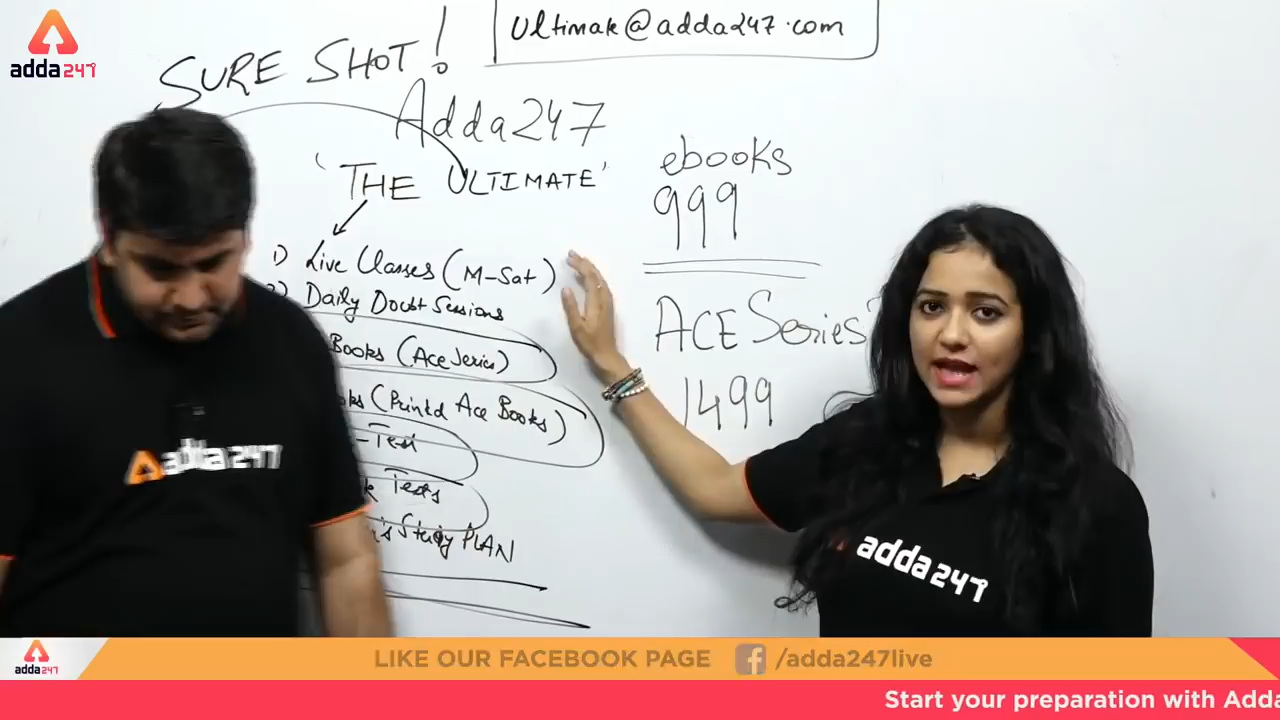 adda247
Ultimate@adda247.com
SURE SHOT!
Adda247
'THE ULTIMATE'
1) Live Classes (M-Sat)
Daily Doubt Sessions
Books (Ace Series)
(Printd Ace Books)
-Test
Tests
Study PLAN
ebooks
999
ACE Series
1499
adda247
adda247
adda247
LIKE OUR FACEBOOK PAGE /adda247live
Start your preparation with Adda